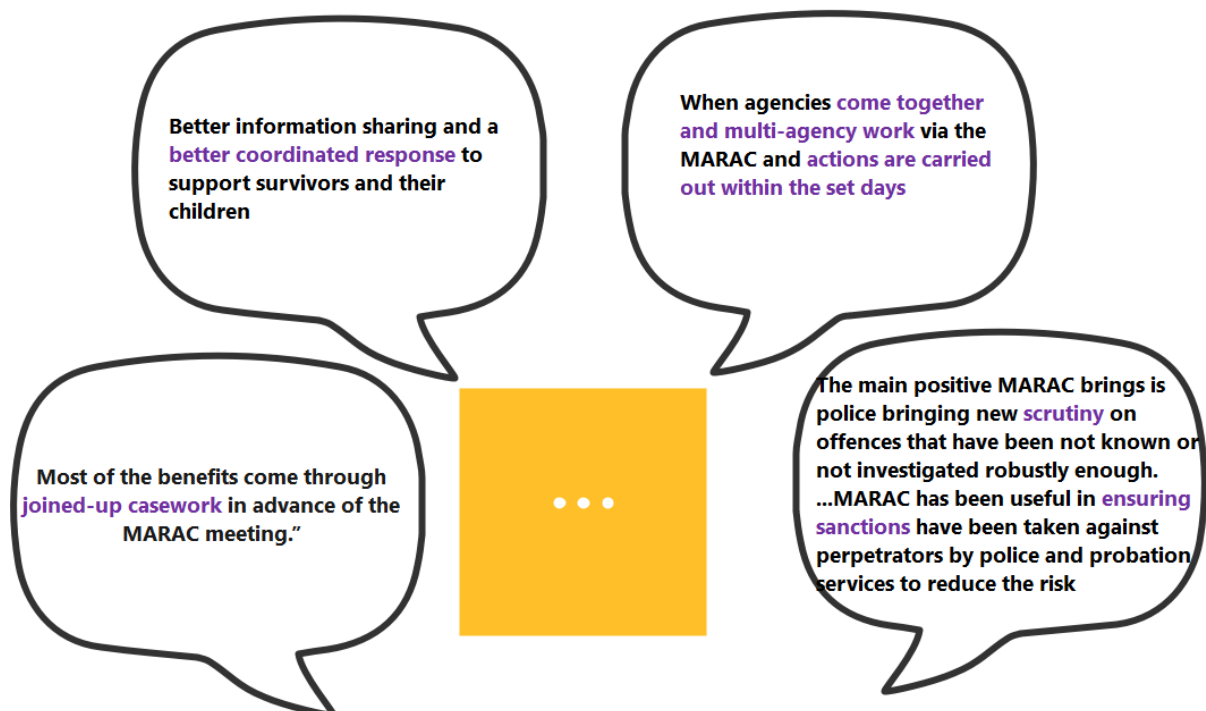 Better information sharing and a
better coordinated response to
support survivors and their
children
When agencies come together
and multi-agency work via the
MARAC and actions are carried
out within the set days
Most of the benefits come through
joined-up casework in advance of the
MARAC meeting.”
...
The main positive MARAC brings is
police bringing new scrutiny on
offences that have been not known or
not investigated robustly enough.
...MARAC has been useful in ensuring
sanctions have been taken against
perpetrators by police and probation
services to reduce the risk